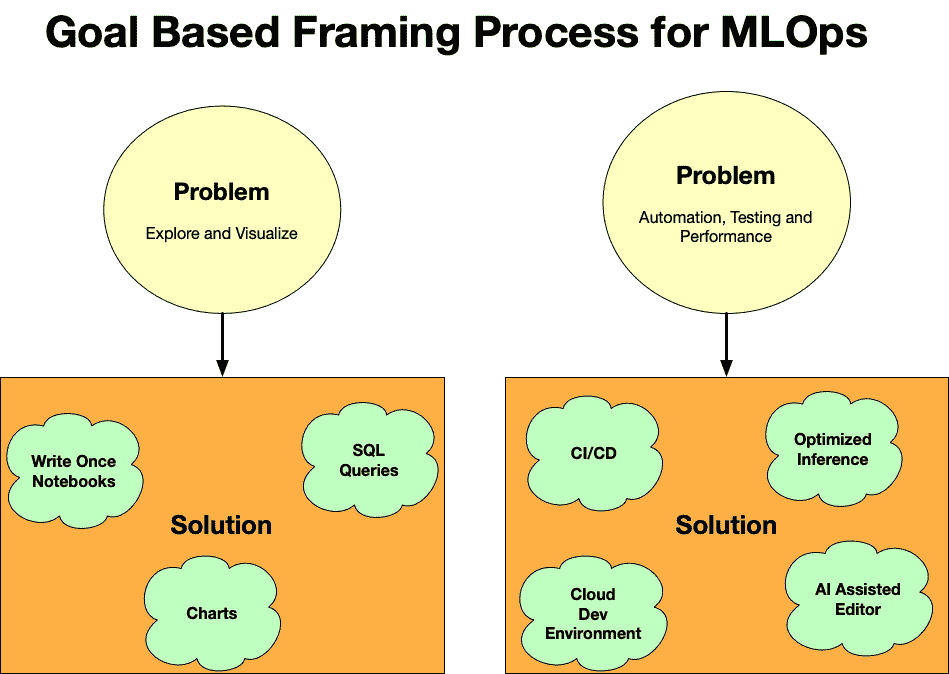 Goal Based Framing Process for MLOps
Problem
Explore and Visualize
Write Once
Notebooks
SQL
Queries
Solution
Charts
Problem
Automation, Testing and
Performance
CI/CD
Optimized
Inference
Solution
Cloud
Dev
Environment
AI Assisted
Editor